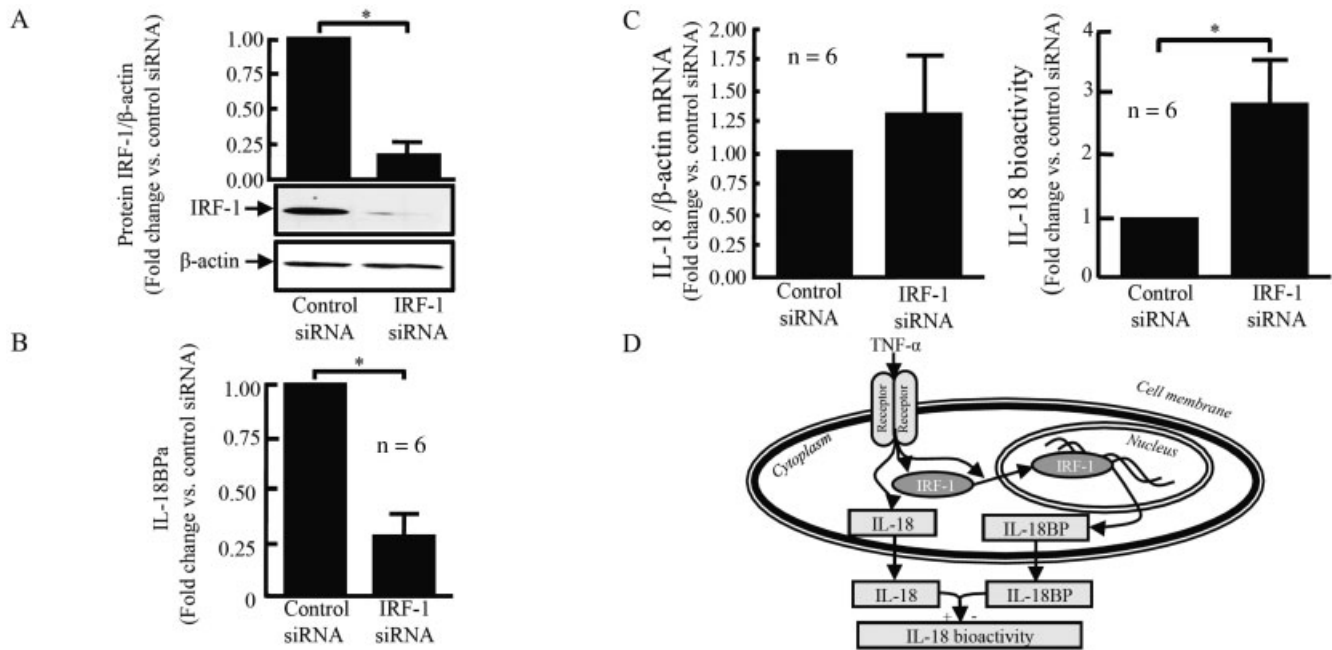 A
Protein IRF-1/β-actin
(Fold change vs. control siRNA)
1.00
0.75
0.50
0.25
0.00
*
IRF-1
β-actin
Control
siRNA
IRF-1
siRNA
B
IL-18BPa
(Fold change vs. control siRNA)
1.00
0.75
0.50
0.25
0
*
n = 6
Control
siRNA
IRF-1
siRNA
C
IL-18 /β-actin mRNA
(Fold change vs. control siRNA)
2.00
1.75
1.50
1.25
1.00
0.75
0.50
0.25
0.00
n = 6
Control
siRNA
IRF-1
siRNA
IL-18 bioactivity
(Fold change vs. control siRNA)
4
3
2
1
0
*
n = 6
Control
siRNA
IRF-1
siRNA
D
TNF-α
Receptor
Receptor
Cell membrane
Cytoplasm
Nucleus
IRF-1
IRF-1
IL-18
IL-18BP
IL-18
IL-18BP
+ -
IL-18 bioactivity